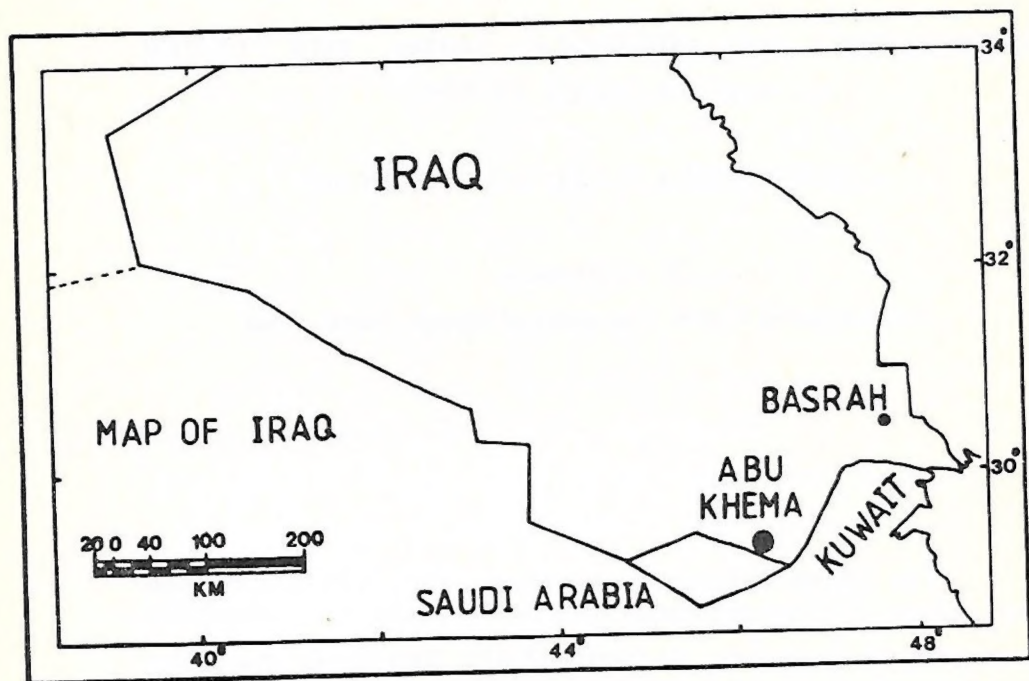 34°
IRAQ
32°
BASRAH
MAP OF IRAQ
ABU
KHEMA
30°
KUWAIT
20 0 40 100 200
KM
SAUDI ARABIA
40° 44° 48°